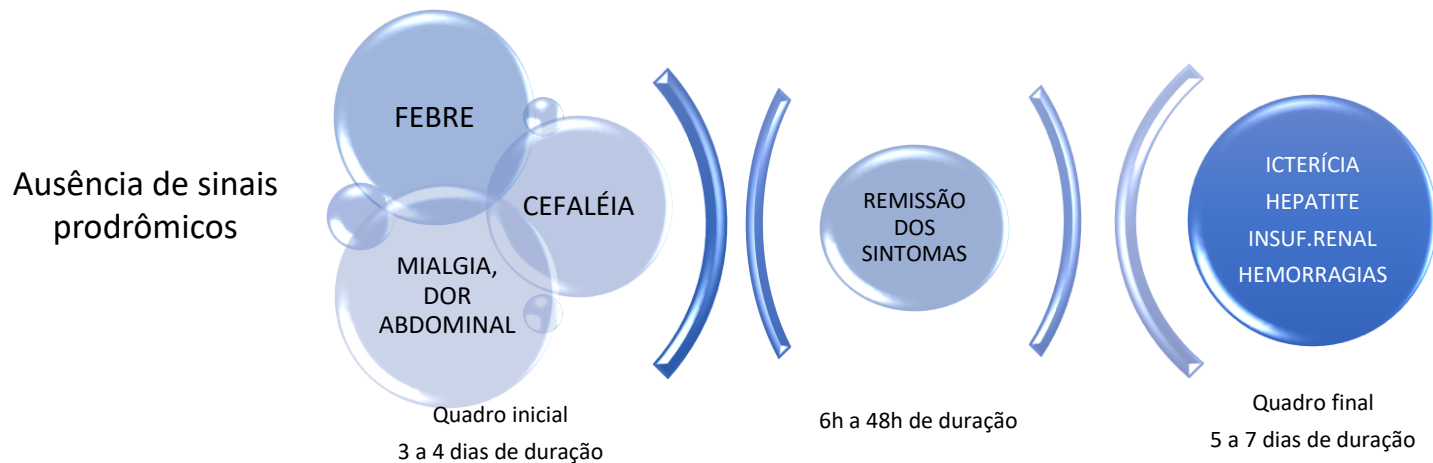 Ausência de sinais
prodrômicos
FEBRE
CEFALÉIA
MIALGIA,
DOR
ABDOMINAL
Quadro inicial
3 a 4 dias de duração
REMISSÃO
DOS
SINTOMAS
6h a 48h de duração
ICTERÍCIA
HEPATITE
INSUF.RENAL
HEMORRAGIAS
Quadro final
5 a 7 dias de duração